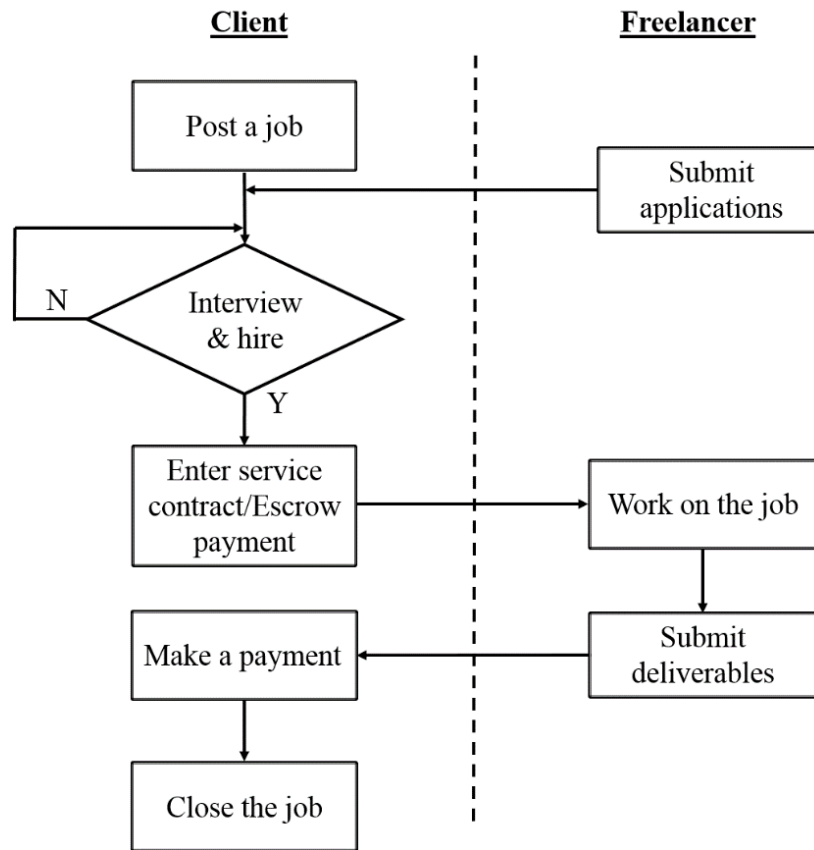 Client
Freelancer
Post a job
Submit
applications
N
Interview
& hire
Y
Enter service
contract/Escrow
payment
Work on the job
Make a payment
Submit
deliverables
Close the job